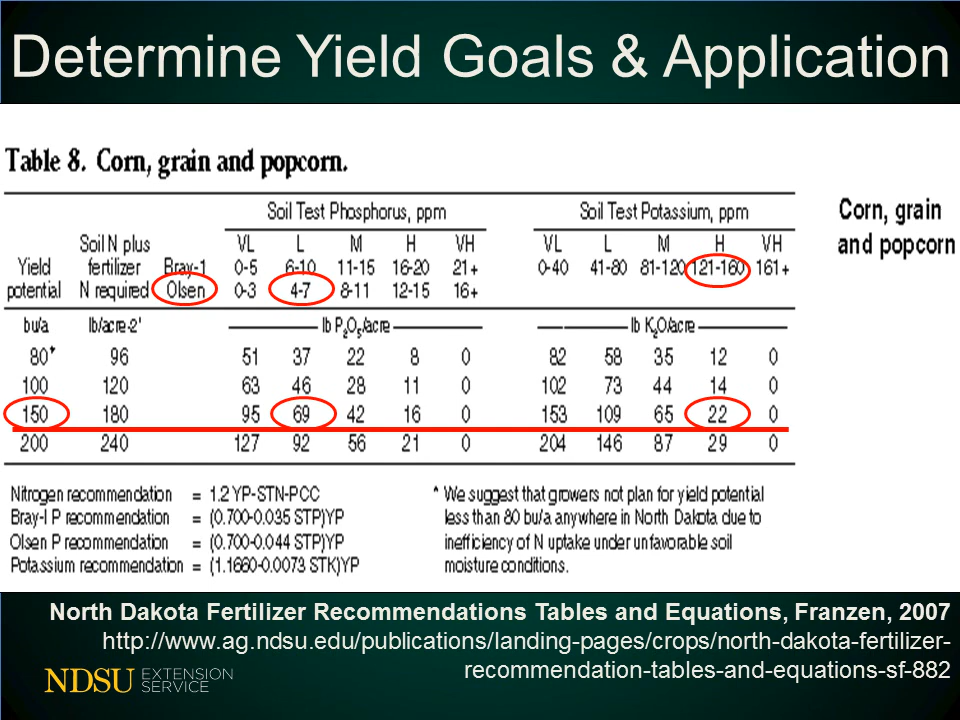 Determine Yield Goals & Application
Table 8. Corn, grain and popcorn.
Soil Test Phosphorus, ppm Soil Test Potassium, ppm
Soil N plus VL L M H VH VL L M H VH
Yield fertilizer Bray-1 0-5 6-10 11-15 16-20 21+ 0-40 41-80 81-120 121-160 161+
potential N required Olsen 0-3 4-7 8-11 12-15 16+
bu/a lb/acre-2' lb P₂O₅/acre lb K₂O/acre
80* 96 51 37 22 8 0 82 58 35 12 0
100 120 63 46 28 11 0 102 73 44 14 0
150 180 95 69 42 16 0 153 109 65 22 0
200 240 127 92 56 21 0 204 146 87 29 0
Nitrogen recommendation = 1.2 YP-STN-PCC
Bray-I P recommendation = (0.700-0.035 STP)YP
Olsen P recommendation = (0.700-0.044 STP)YP
Potassium recommendation = (1.1660-0.0073 STK)YP
* We suggest that growers not plan for yield potential
less than 80 bu/a anywhere in North Dakota due to
inefficiency of N uptake under unfavorable soil
moisture conditions.
Corn, grain
and popcorn
North Dakota Fertilizer Recommendations Tables and Equations, Franzen, 2007
http://www.ag.ndsu.edu/publications/landing-pages/crops/north-dakota-fertilizer-
recommendation-tables-and-equations-sf-882
NDSU EXTENSION
SERVICE